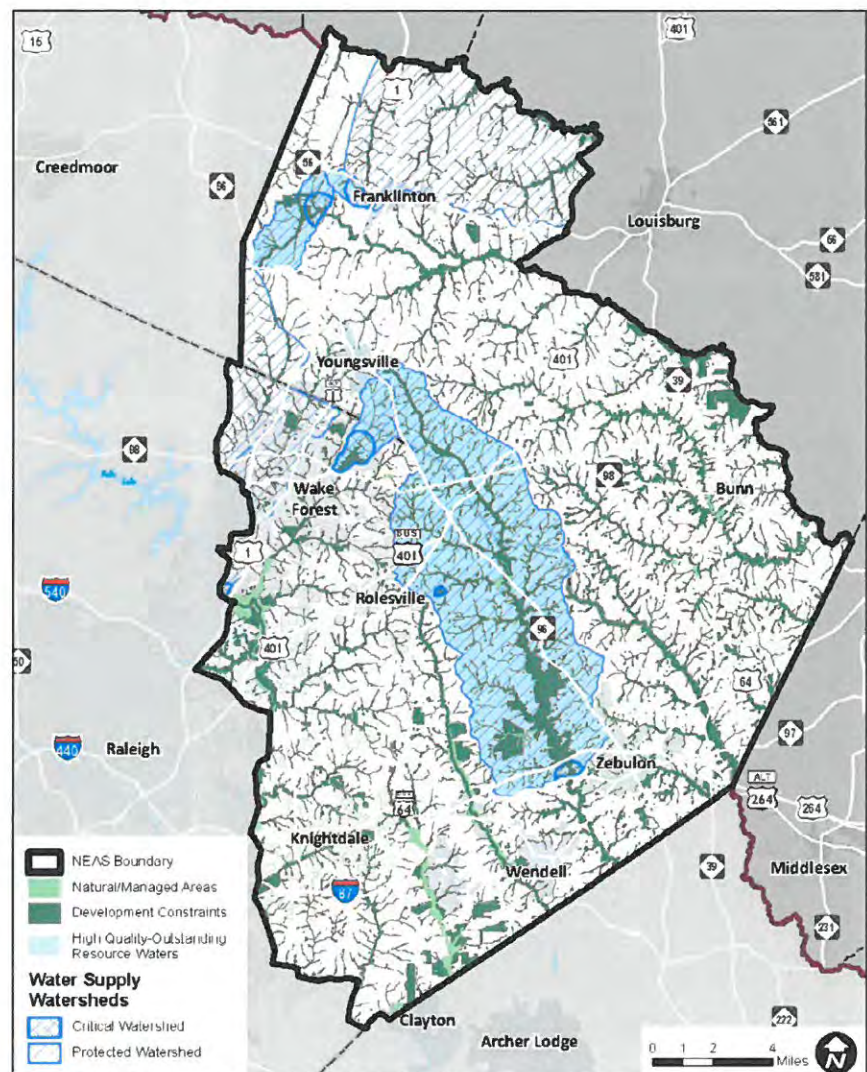 16
401
1
561
Creedmoor
56
96
Franklinton
Louisburg
56
581
Youngsville
401
39
1
98
98
Wake
Forest
Bunn
BUS
401
1
540
Rolesville
96
401
50
64
440
Raleigh
97
Zebulon
ALT
264
264
64
Knightdale
87
Wendell
39
Middlesex
231
Clayton
222
Archer Lodge
NEAS Boundary
Natural/Managed Areas
Development Constraints
High Quality-Outstanding
Resource Waters
Water Supply
Watersheds
Critical Watershed
Protected Watershed
0 1 2 4
Miles